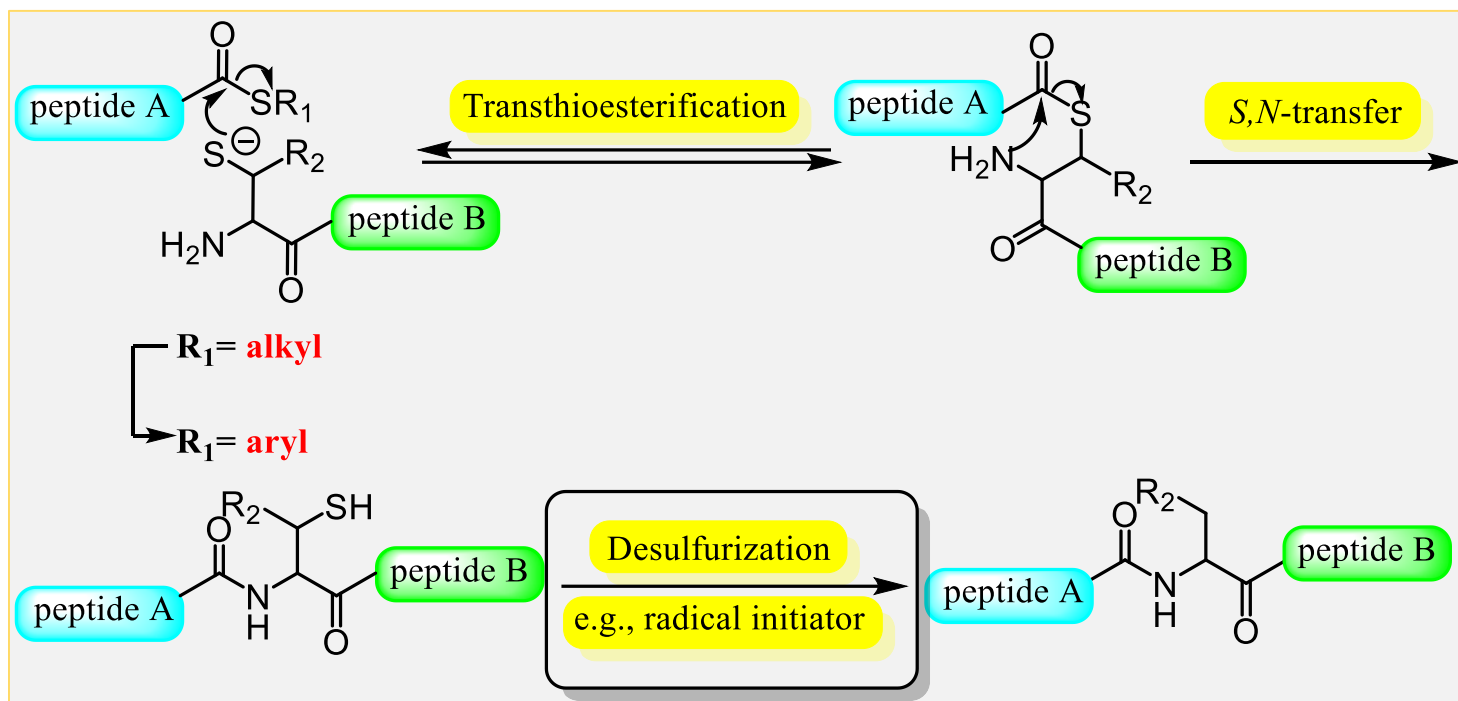 O
peptide A
SR1
S
⊖
R2
H2N
O
peptide B
Transthioesterification
O
peptide A
S
H2N
R2
O
peptide B
S,N-transfer
R1= alkyl
R1= aryl
R2
SH
O
peptide A
N
H
O
peptide B
Desulfurization
e.g., radical initiator
R2
O
peptide A
N
H
O
peptide B